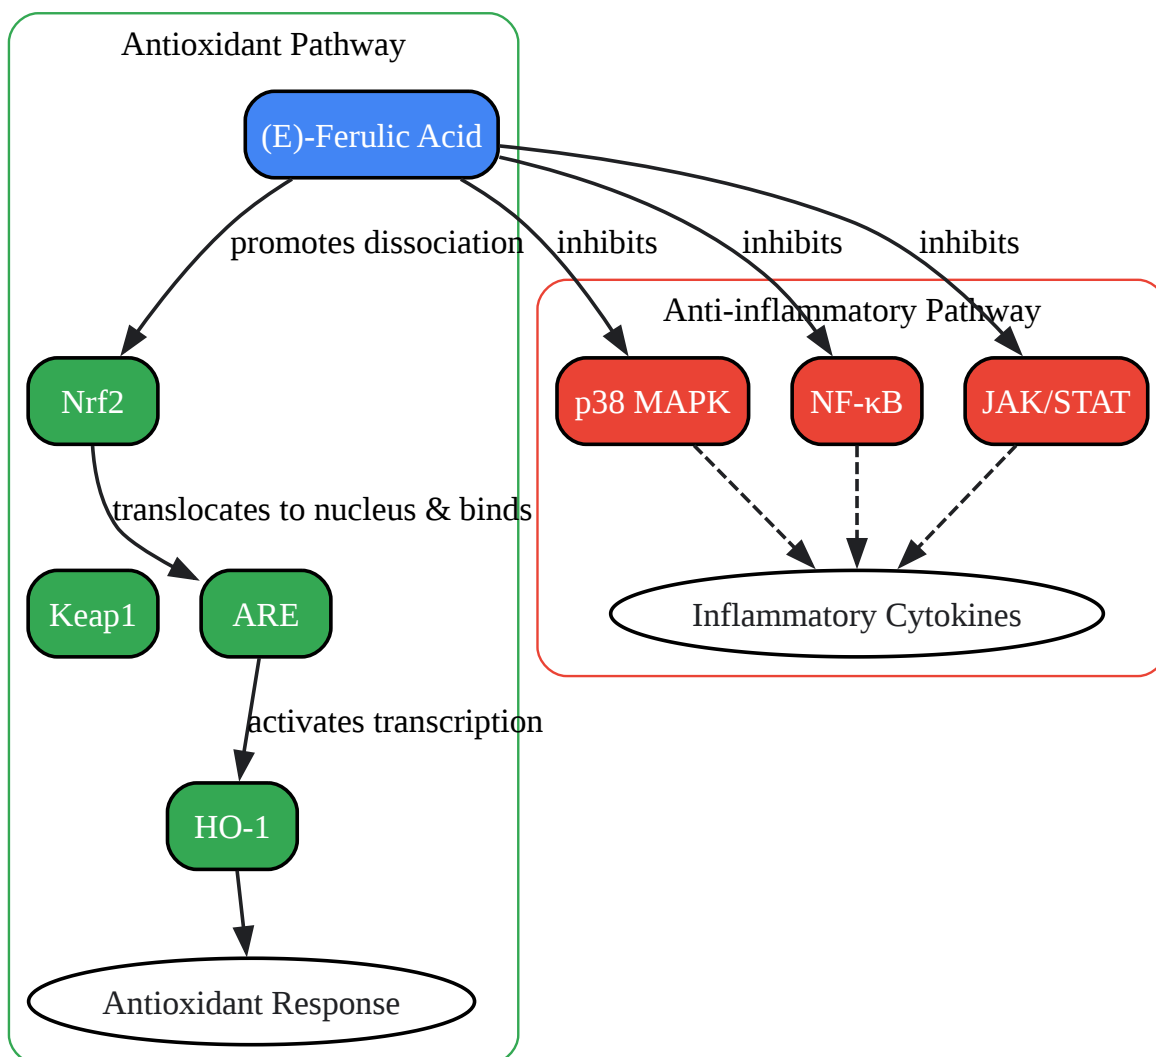 Antioxidant Pathway
(E)-Ferulic Acid
promotes dissociation
inhibits
inhibits
inhibits
Anti-inflammatory Pathway
Nrf2
p38 MAPK
NF-κB
JAK/STAT
translocates to nucleus & binds
Keap1
ARE
Inflammatory Cytokines
activates transcription
HO-1
Antioxidant Response